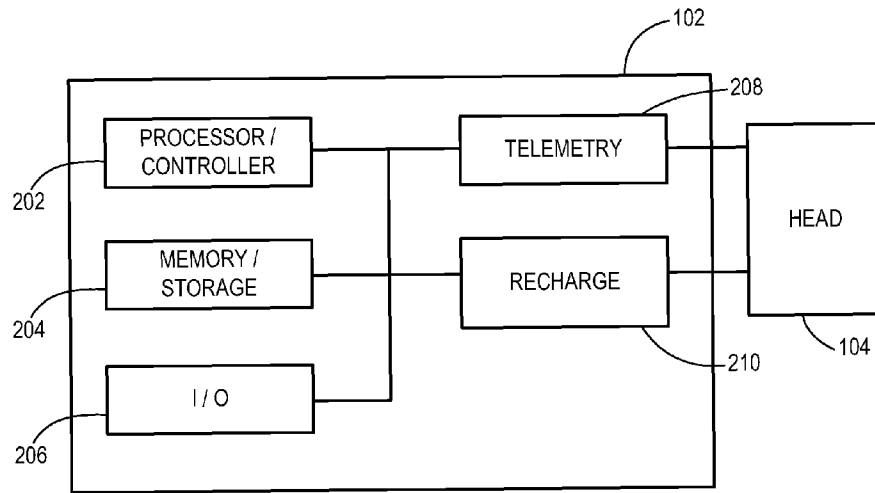 102
208
PROCESSOR /
CONTROLLER
TELEMETRY
202
HEAD
MEMORY /
STORAGE
RECHARGE
204
104
210
I / O
206